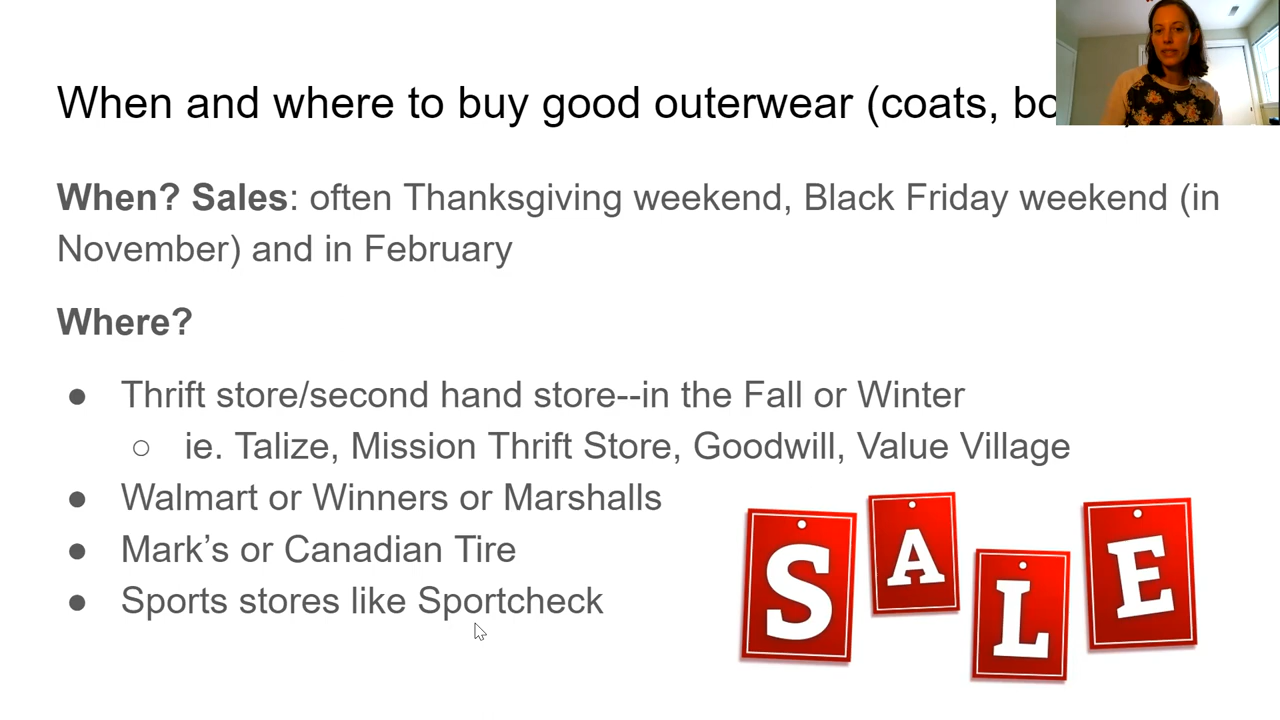 When and where to buy good outerwear (coats,
When? Sales: often Thanksgiving weekend, Black Friday weekend (in
November) and in February
Where?
● Thrift store/second hand store--in the Fall or Winter
○ ie. Talize, Mission Thrift Store, Goodwill, Value Village
● Walmart or Winners or Marshalls
● Mark’s or Canadian Tire
● Sports stores like Sportcheck
SALE